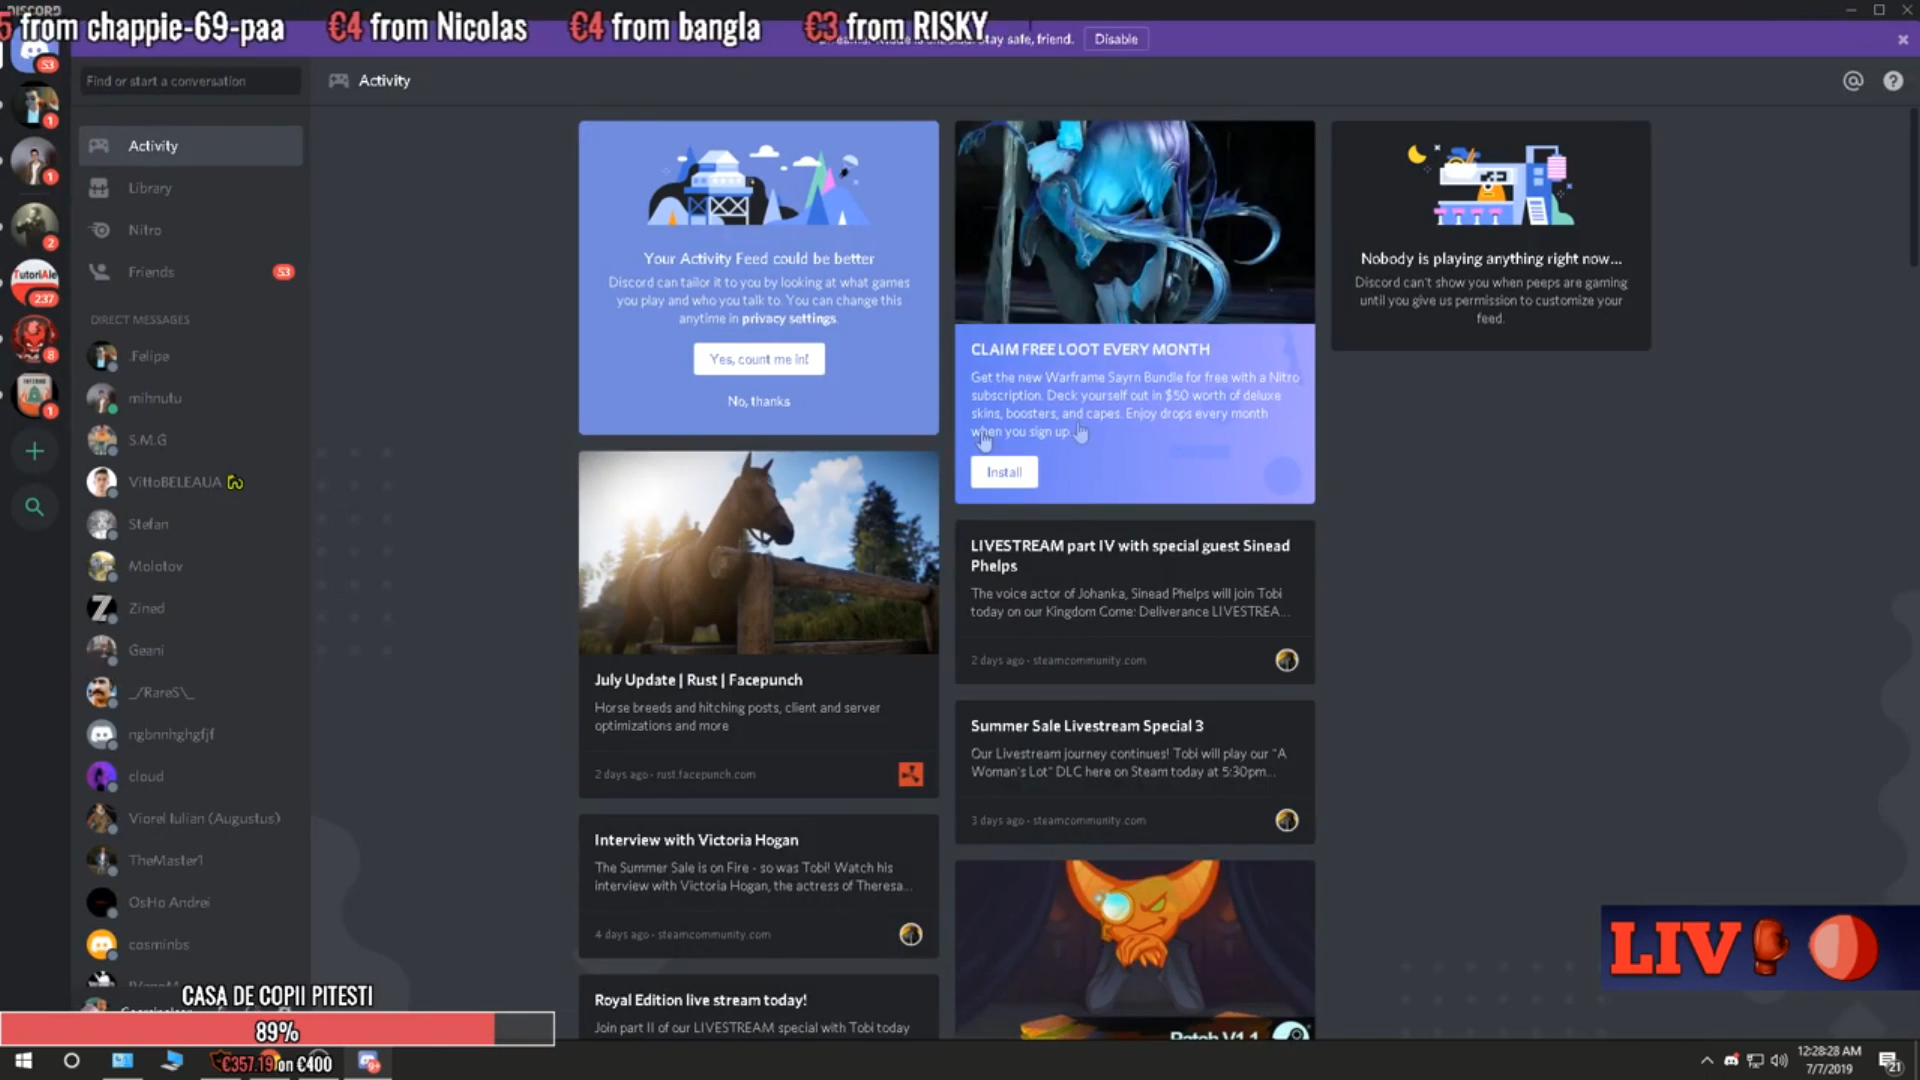 DISCORD
5 from chappie-69-paa €4 from Nicolas €4 from bangla €3 from RISKY
stay safe, friend.
Disable
53
Find or start a conversation
Activity
1
1
2
TutoriAle
237
8
1
Activity
Library
Nitro
Friends
53
DIRECT MESSAGES
.Felipe
mihnutu
S.M.G
VittoBELEAUA
Stefan
Molotov
Zined
Geani
_/RareS\_
ngbnnhghgfjf
cloud
Viorel Iulian (Augustus)
TheMaster1
OsHo Andrei
cosminbs
Your Activity Feed could be better
Discord can tailor it to you by looking at what games
you play and who you talk to. You can change this
anytime in privacy settings.
Yes, count me in!
No, thanks
July Update | Rust | Facepunch
Horse breeds and hitching posts, client and server
optimizations and more
2 days ago • rust.facepunch.com
Interview with Victoria Hogan
The Summer Sale is on Fire - so was Tobi! Watch his
interview with Victoria Hogan, the actress of Theresa...
4 days ago • steamcommunity.com
Royal Edition live stream today!
Join part II of our LIVESTREAM special with Tobi today
CLAIM FREE LOOT EVERY MONTH
Get the new Warframe Sayrn Bundle for free with a Nitro
subscription. Deck yourself out in $50 worth of deluxe
skins, boosters, and capes. Enjoy drops every month
when you sign up.
Install
LIVESTREAM part IV with special guest Sinead
Phelps
The voice actor of Johanka, Sinead Phelps will join Tobi
today on our Kingdom Come: Deliverance LIVESTREA...
2 days ago • steamcommunity.com
Summer Sale Livestream Special 3
Our Livestream journey continues! Tobi will play our "A
Woman's Lot" DLC here on Steam today at 5:30pm...
3 days ago • steamcommunity.com
Patch V1.1
Nobody is playing anything right now...
Discord can't show you when peeps are gaming
until you give us permission to customize your
feed.
LIV
CASA DE COPII PITESTI
89%
€357.19 on €400
12:28:28 AM
7/7/2019
21